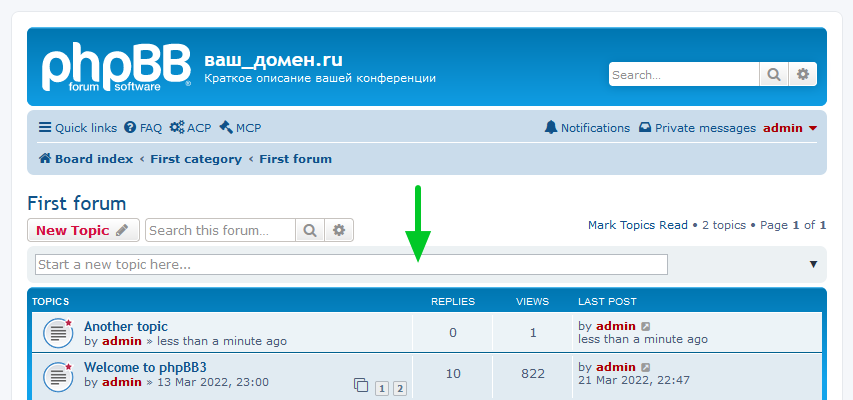 phpBB® ваш_домен.ru
forum software Краткое описание вашей конференции
Search...
Quick links FAQ ACP MCP Notifications Private messages admin
Board index ‹ First category ‹ First forum
First forum
New Topic Search this forum... Mark Topics Read • 2 topics • Page 1 of 1
Start a new topic here...
TOPICS REPLIES VIEWS LAST POST
Another topic 0 1 by admin
by admin » less than a minute ago less than a minute ago
Welcome to phpBB3 10 822 by admin
by admin » 13 Mar 2022, 23:00 1 2 21 Mar 2022, 22:47